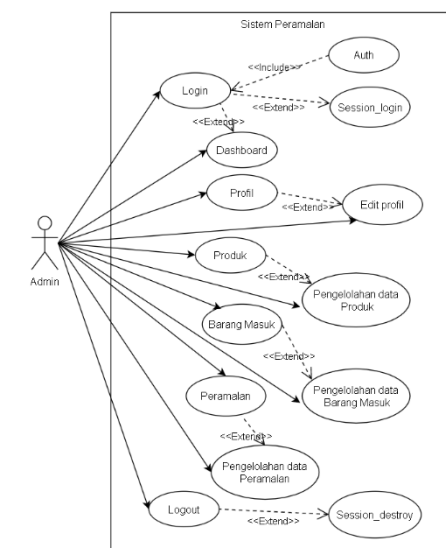 Sistem Peramalan
Auth
<<Include>>
Login
<<Extend>>
Session_login
<<Extend>>
Dashboard
Profil
<<Extend>>
Edit profil
Admin
Produk
<<Extend>>
Pengelolahan data
Produk
Barang Masuk
<<Extend>>
Peramalan
Pengelolahan data
Barang Masuk
<<Extend>>
Pengelolahan data
Peramalan
Logout
<<Extend>>
Session_destroy